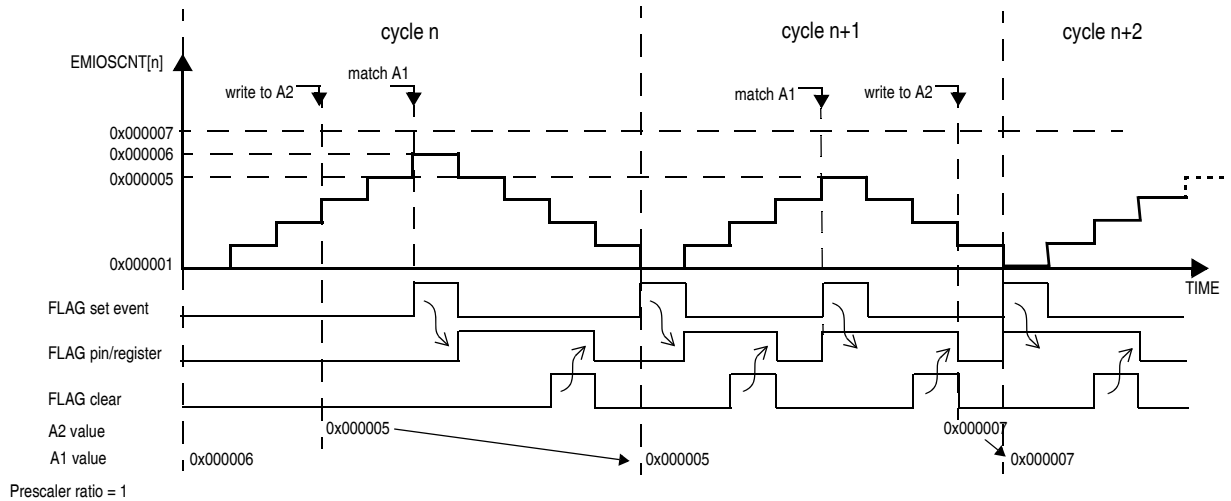 cycle n
cycle n+1
cycle n+2
EMIOSCNT[n]
write to A2
match A1
match A1
write to A2
0x000007
0x000006
0x000005
0x000001
TIME
FLAG set event
FLAG pin/register
FLAG clear
A2 value
0x000005
0x000007
A1 value
0x000006
0x000005
0x000007
Prescaler ratio = 1